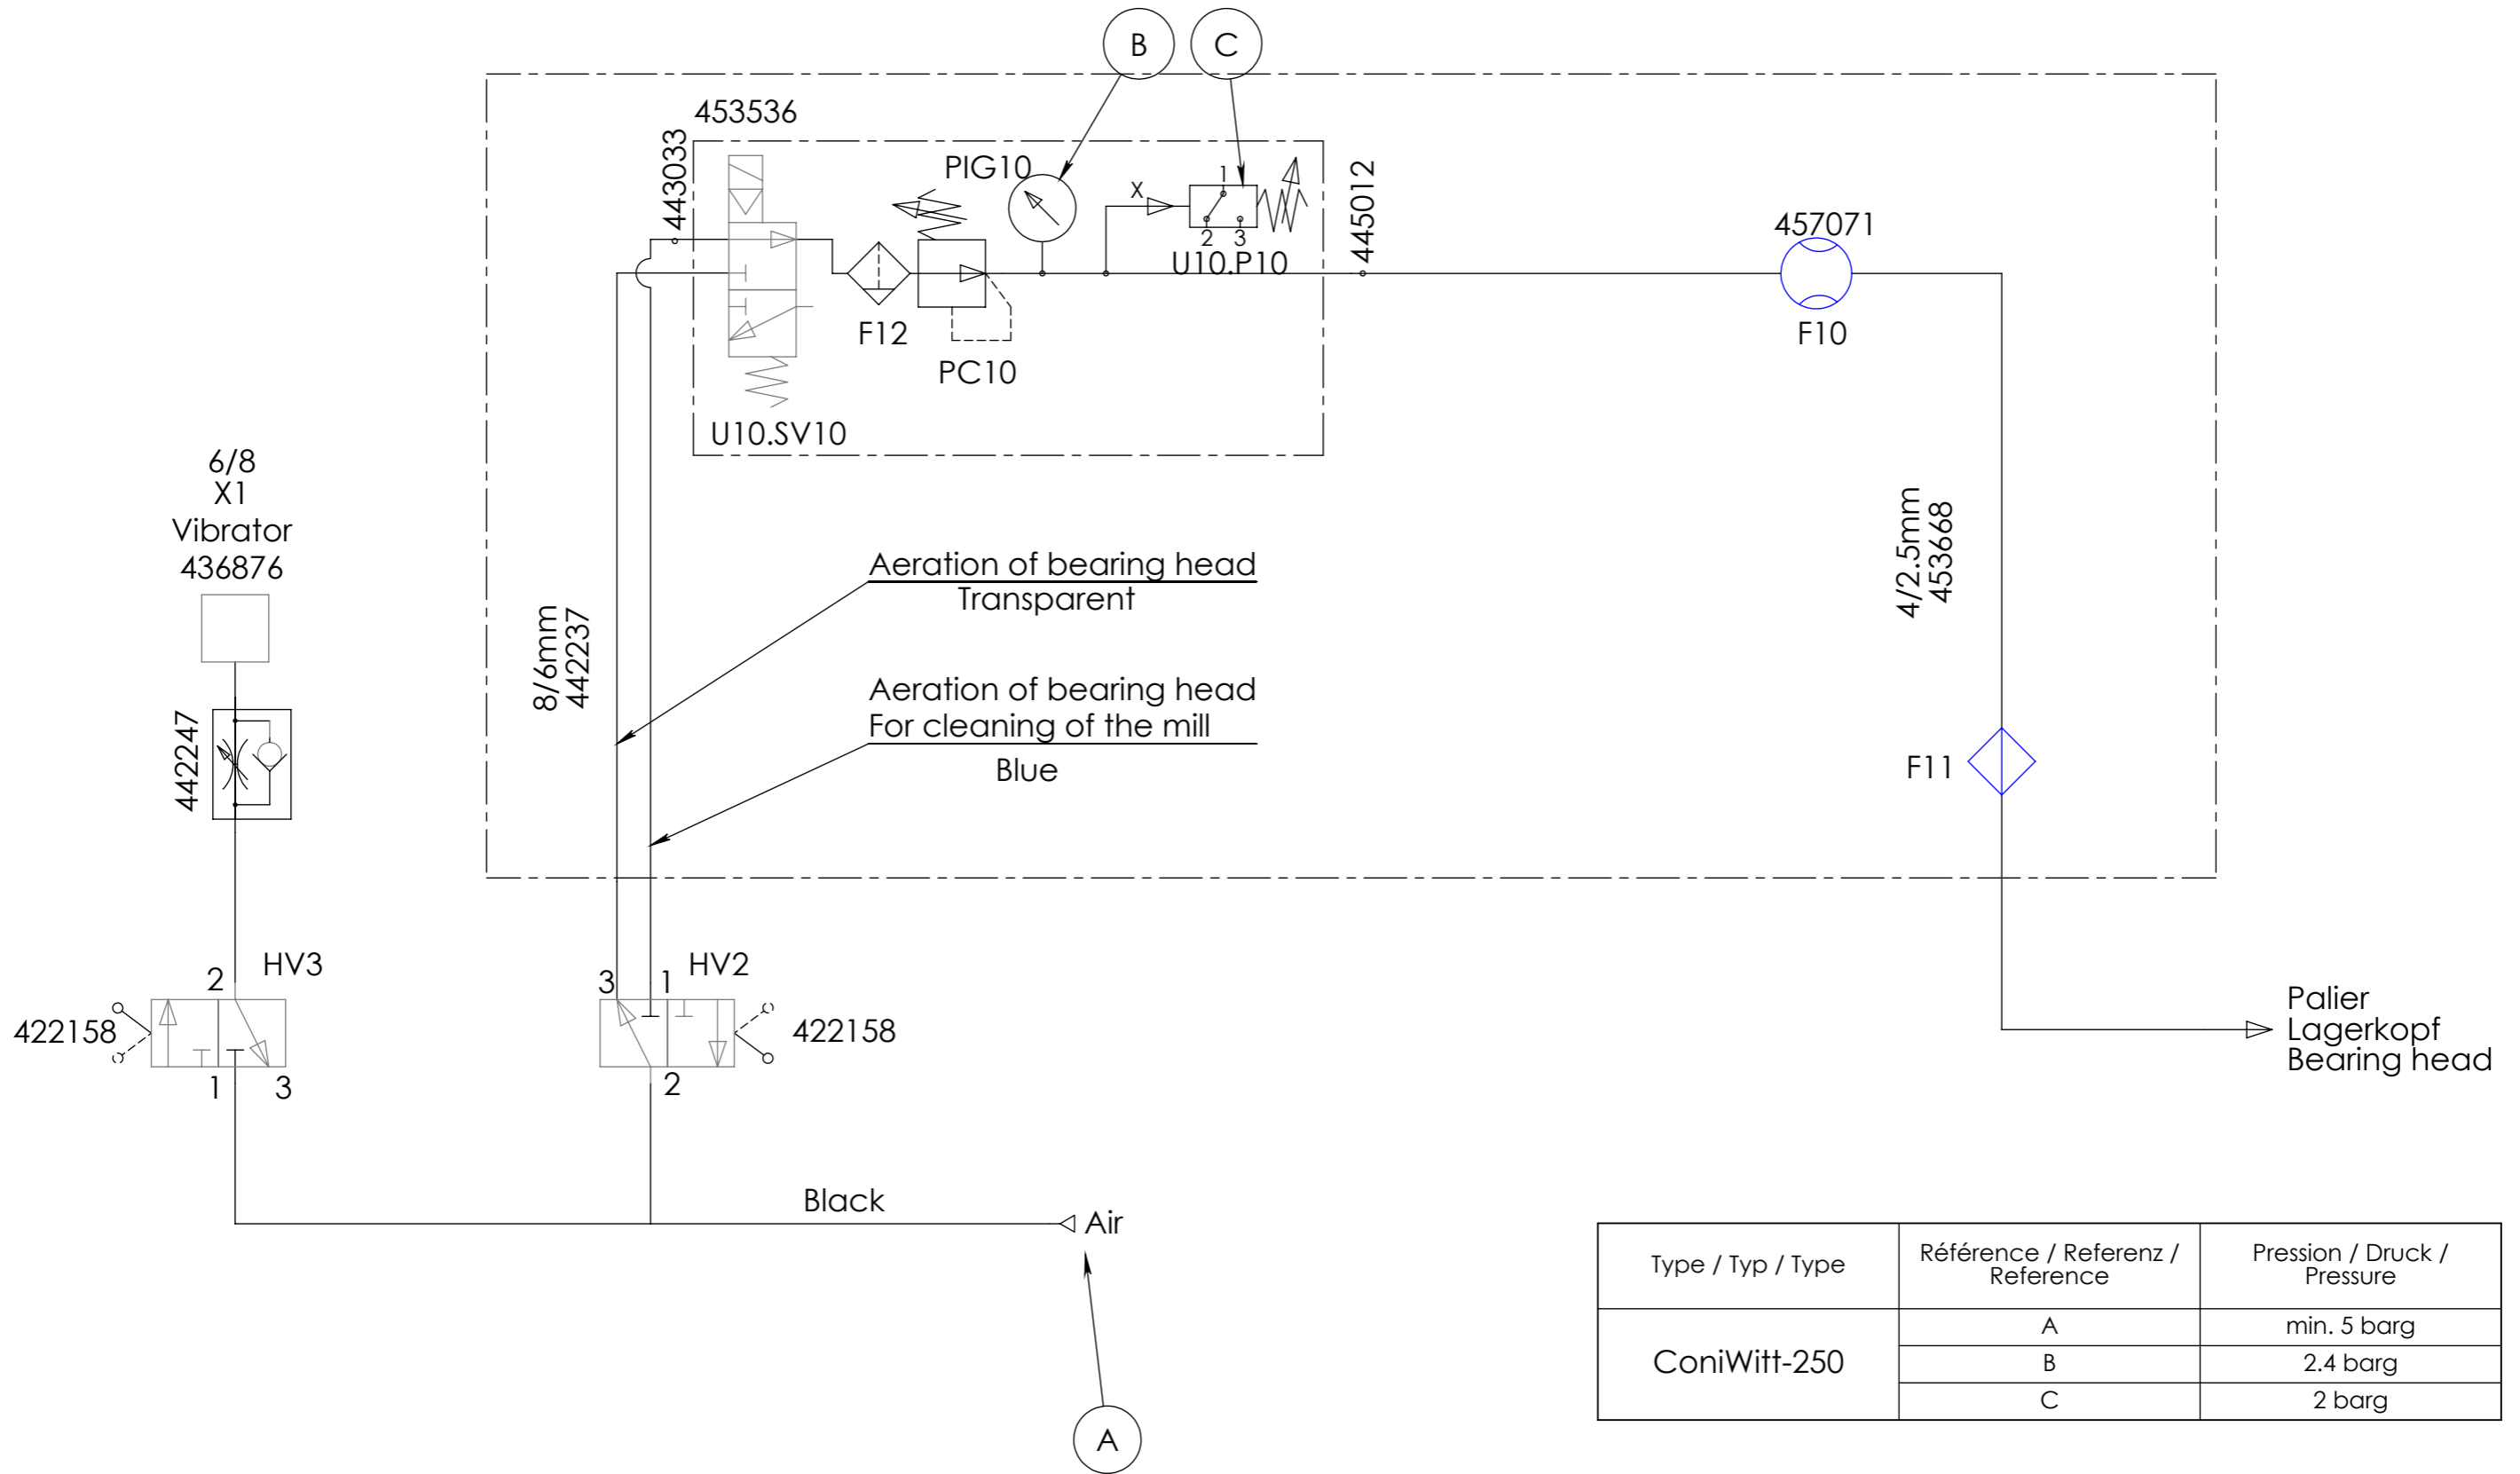 B
C
453536
443033
PIG10
X
1
2
3
U10.P10
445012
457071
F10
F12
PC10
U10.SV10
6/8
X1
Vibrator
436876
Aeration of bearing head
Transparent
8/6mm
442237
Aeration of bearing head
For cleaning of the mill
Blue
4/2.5mm
453668
442247
F11
2
HV3
422158
1
3
3
1
HV2
422158
2
Palier
Lagerkopf
Bearing head
Black
Air
A
Type / Typ / Type
Référence / Referenz /
Reference
Pression / Druck /
Pressure
ConiWitt-250
A
min. 5 barg
B
2.4 barg
C
2 barg